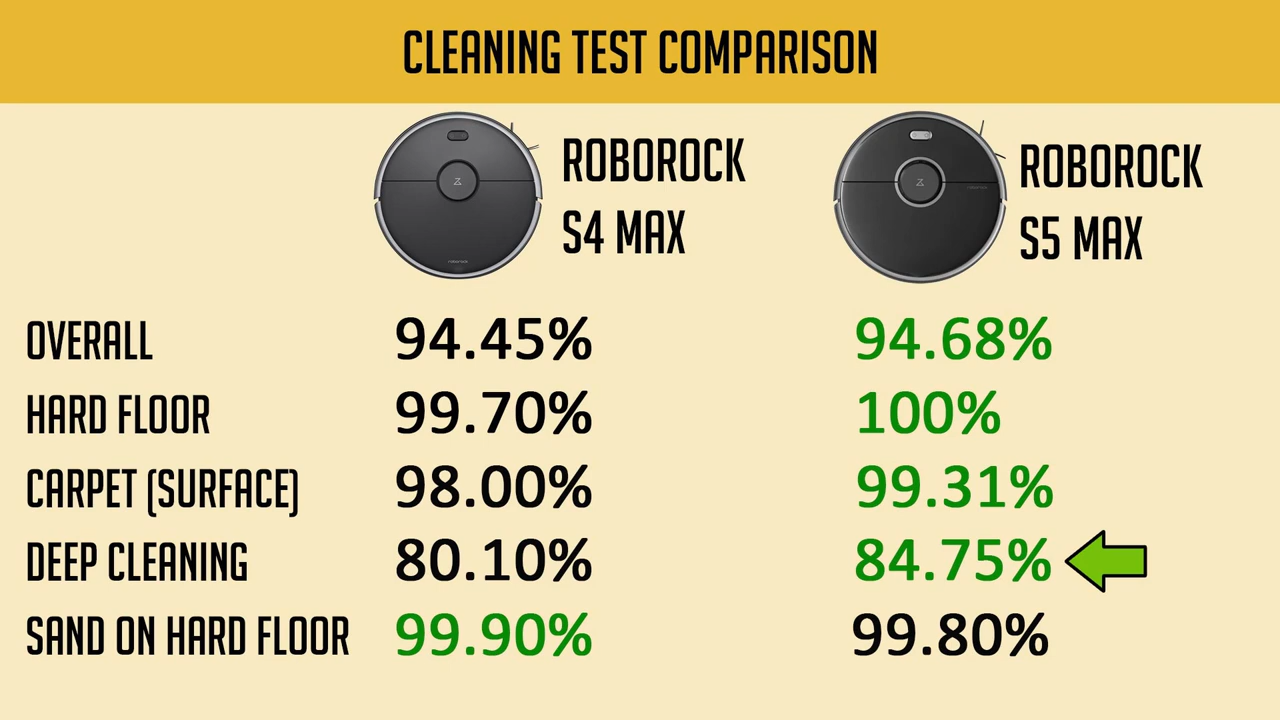 CLEANING TEST COMPARISON
ROBOROCK
S4 MAX
ROBOROCK
S5 MAX
OVERALL 94.45% 94.68%
HARD FLOOR 99.70% 100%
CARPET (SURFACE) 98.00% 99.31%
DEEP CLEANING 80.10% 84.75%
SAND ON HARD FLOOR 99.90% 99.80%